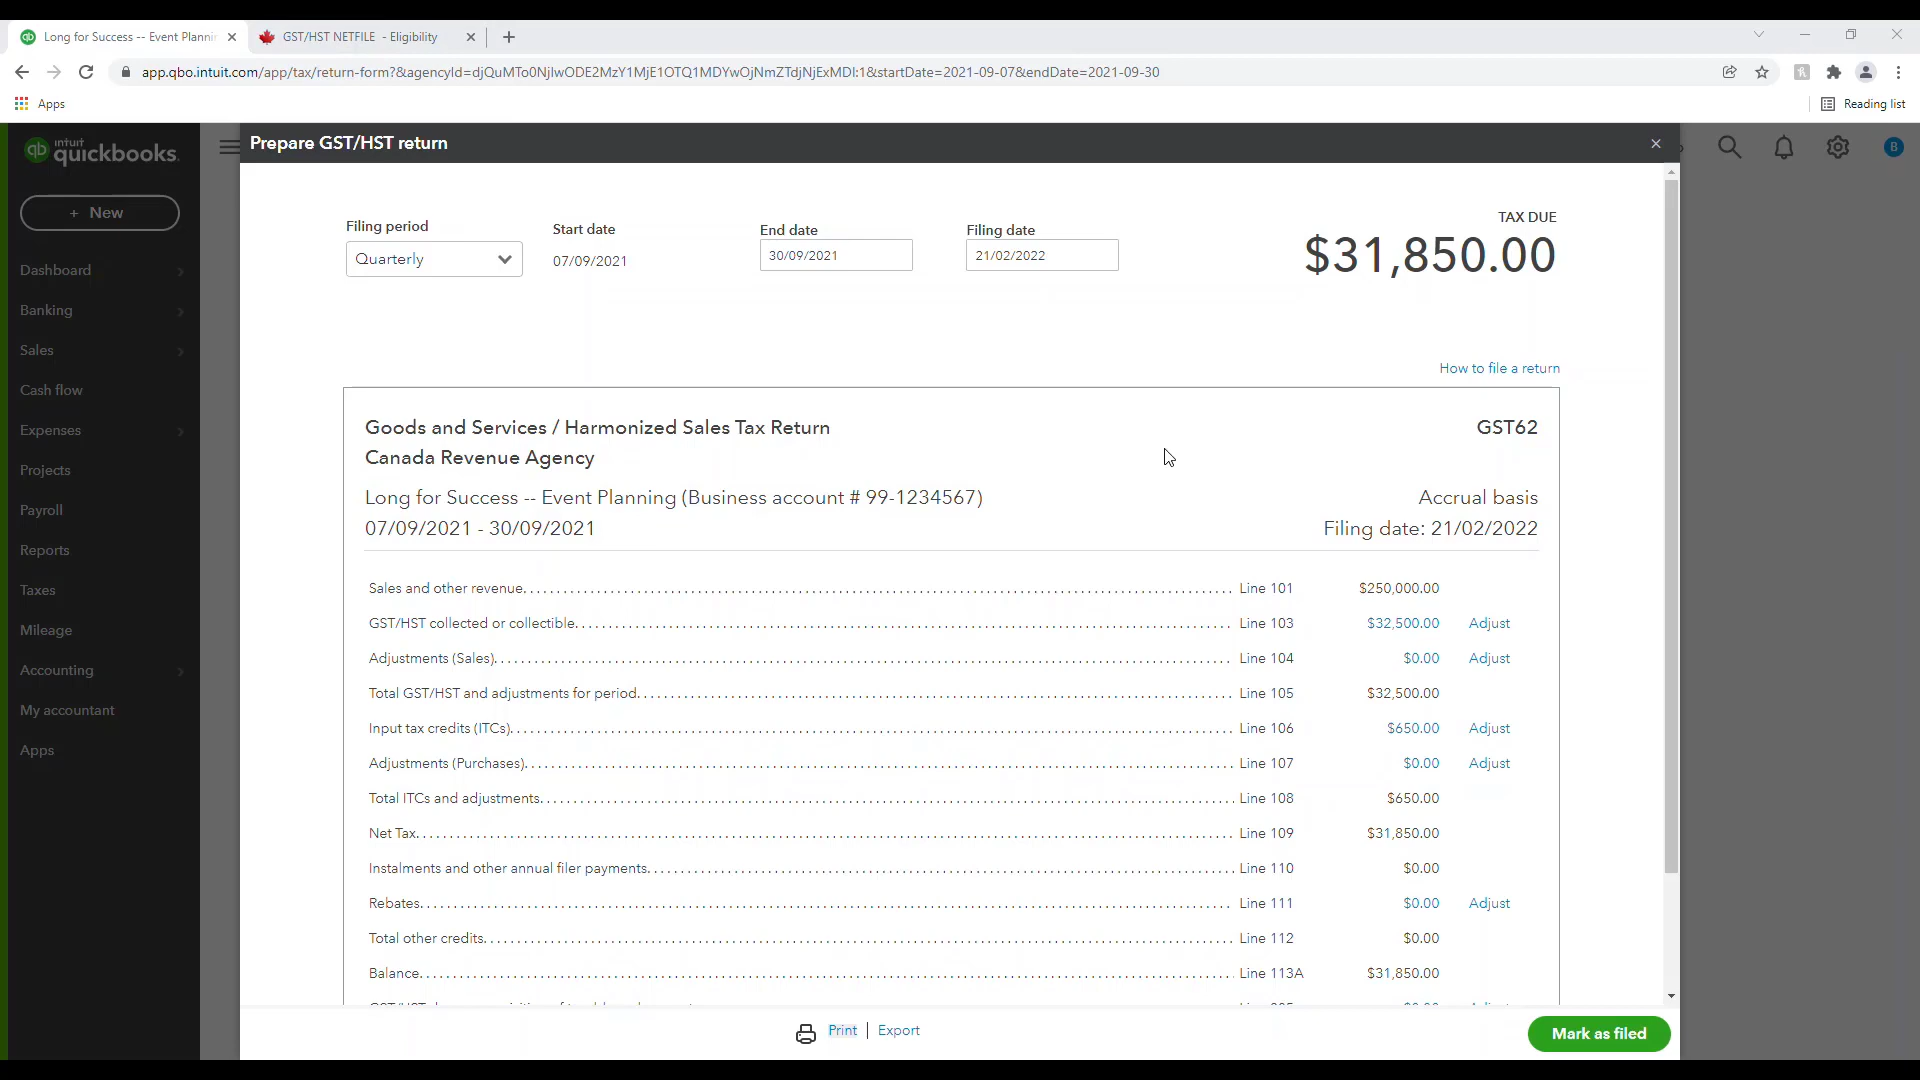 Long for Success -- Event Plannin
GST/HST NETFILE - Eligibility
app.qbo.intuit.com/app/tax/return-form?&agencyId=djQuMTo0NjIwODE2MzY1MjE1OTQ1MDYwOjNmZTdjNjExMDI:1&startDate=2021-09-07&endDate=2021-09-30
Apps
Reading list
intuit
quickbooks.
Prepare GST/HST return
B
+ New
Dashboard
Banking
Sales
Cash flow
Expenses
Projects
Payroll
Reports
Taxes
Mileage
Accounting
My accountant
Apps
Filing period
Start date
End date
Filing date
TAX DUE
Quarterly
07/09/2021
30/09/2021
21/02/2022
$31,850.00
How to file a return
Goods and Services / Harmonized Sales Tax Return GST62
Canada Revenue Agency
Long for Success -- Event Planning (Business account # 99-1234567) Accrual basis
07/09/2021 - 30/09/2021 Filing date: 21/02/2022
Sales and other revenue Line 101 $250,000.00
GST/HST collected or collectible Line 103 $32,500.00 Adjust
Adjustments (Sales) Line 104 $0.00 Adjust
Total GST/HST and adjustments for period Line 105 $32,500.00
Input tax credits (ITCs) Line 106 $650.00 Adjust
Adjustments (Purchases) Line 107 $0.00 Adjust
Total ITCs and adjustments Line 108 $650.00
Net Tax Line 109 $31,850.00
Instalments and other annual filer payments Line 110 $0.00
Rebates Line 111 $0.00 Adjust
Total other credits Line 112 $0.00
Balance Line 113A $31,850.00
Print | Export
Mark as filed